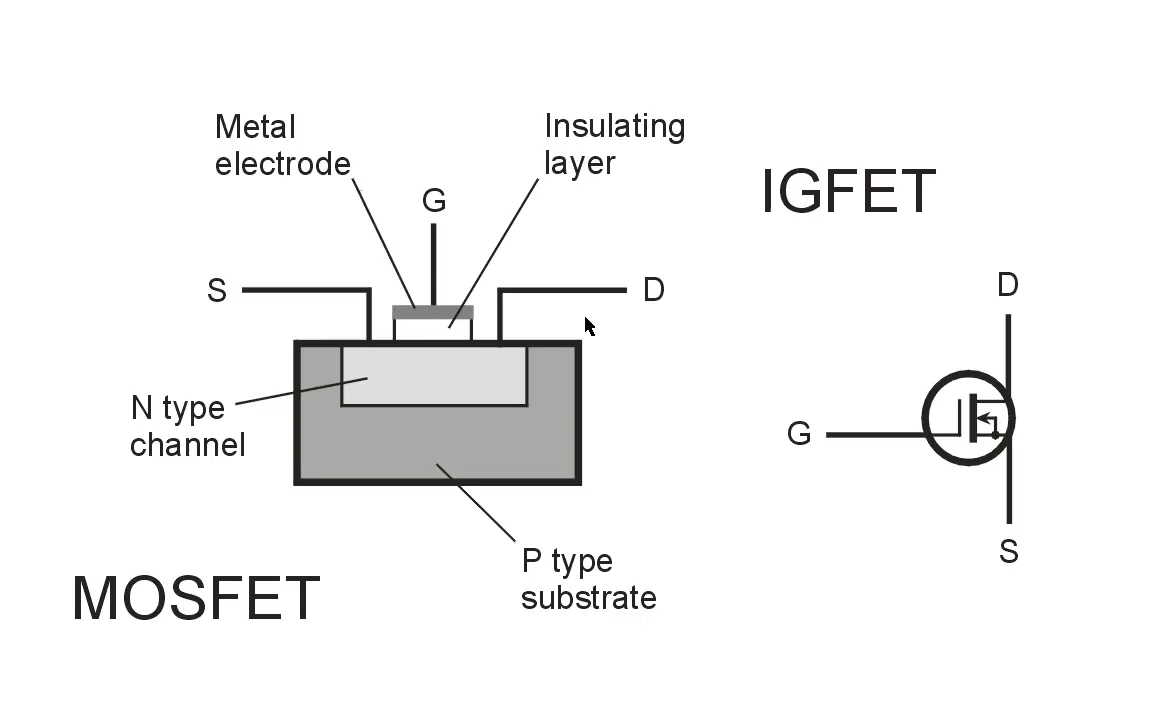 Metal
electrode
Insulating
layer
G
IGFET
S
D
D
N type
channel
G
P type
substrate
S
MOSFET